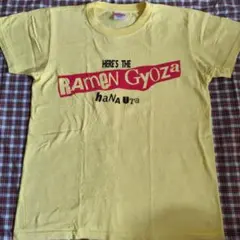 HERE'S THE
RaMeN GYOZa
haNa UTa